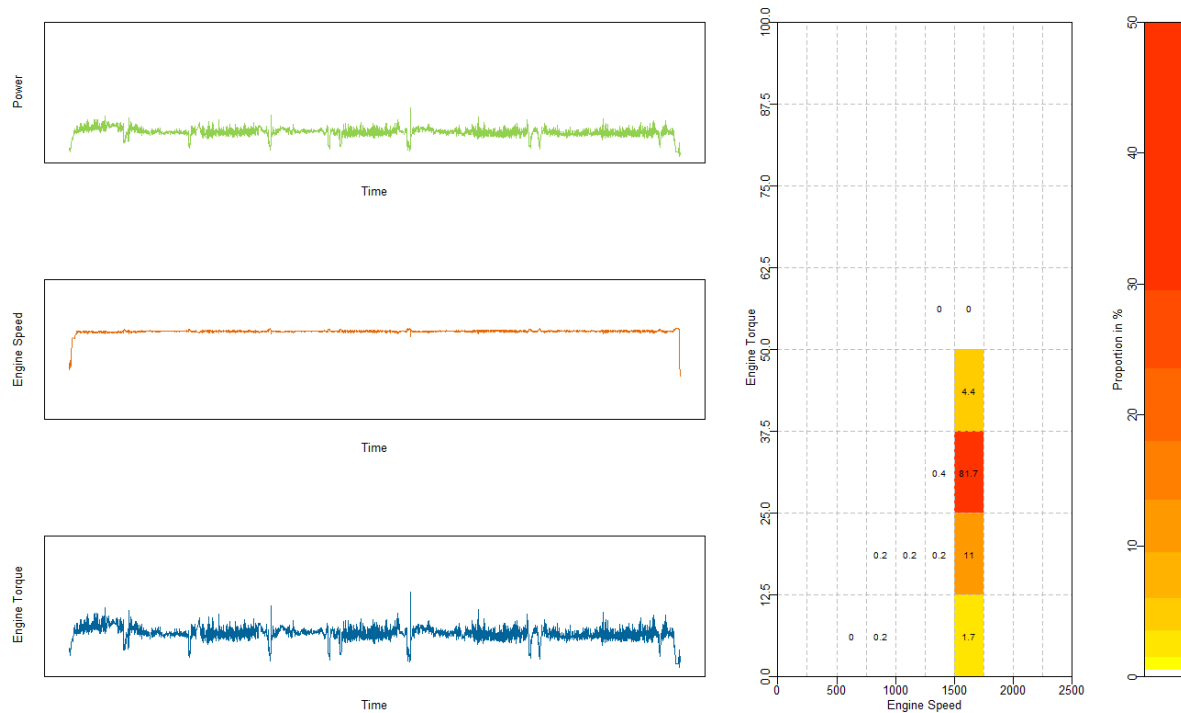 Power
Time
Engine Speed
Time
Engine Torque
Time
Engine Torque
100.0
87.5
75.0
62.5
50.0
37.5
25.0
12.5
0.0
0 0
4.4
0.4 81.7
0.2 0.2 0.2 11
0 0.2 1.7
0 500 1000 1500 2000 2500
Engine Speed
Proportion in %
50
40
30
20
10
0